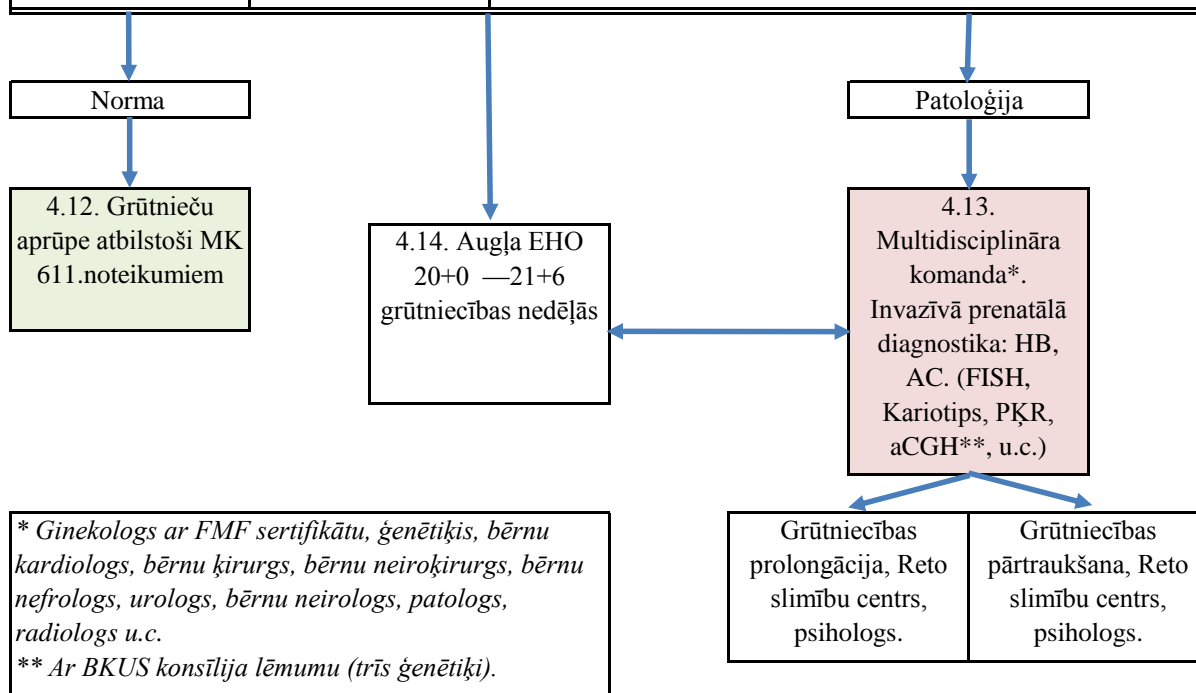 Norma
Patoloģija
4.12. Grūtnieču
aprūpe atbilstoši MK
611.noteikumiem
4.14. Augļa EHO
20+0 —21+6
grūtniecības nedēļās
4.13.
Multidisciplināra
komanda*.
Invazīvā prenatālā
diagnostika: HB,
AC. (FISH,
Kariotips, PĶR,
aCGH**, u.c.)
* Ginekologs ar FMF sertifikātu, ģenētiķis, bērnu
kardiologs, bērnu ķirurgs, bērnu neiroķirurgs, bērnu
nefrologs, urologs, bērnu neirologs, patologs,
radiologs u.c.
** Ar BKUS konsīlija lēmumu (trīs ģenētiķi).
Grūtniecības
prolongācija, Reto
slimību centrs,
psihologs.
Grūtniecības
pārtraukšana, Reto
slimību centrs,
psihologs.